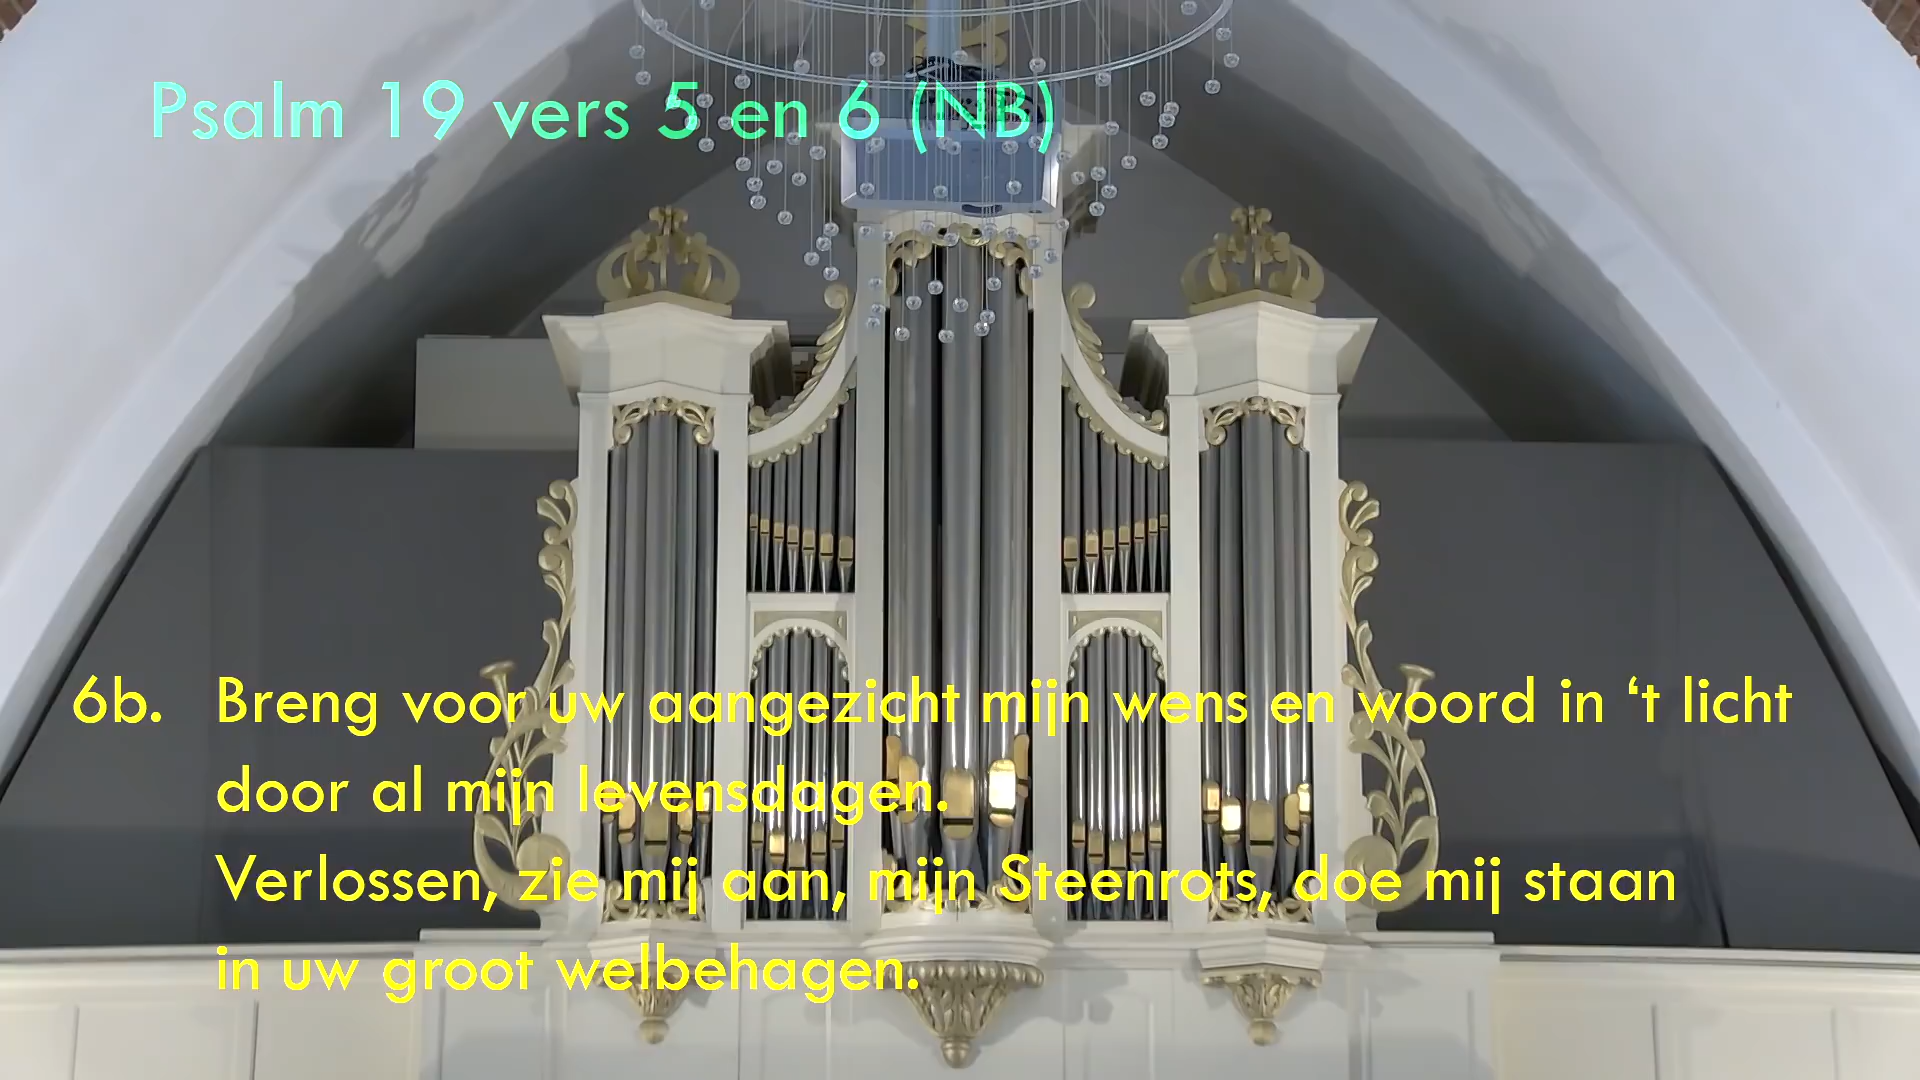 Psalm 19 vers 5 en 6 (NB)
6b. Breng voor uw aangezicht mijn wens en woord in ‘t licht
door al mijn levensdagen.
Verlossen, zie mij aan, mijn Steenrots, doe mij staan
in uw groot welbehagen.